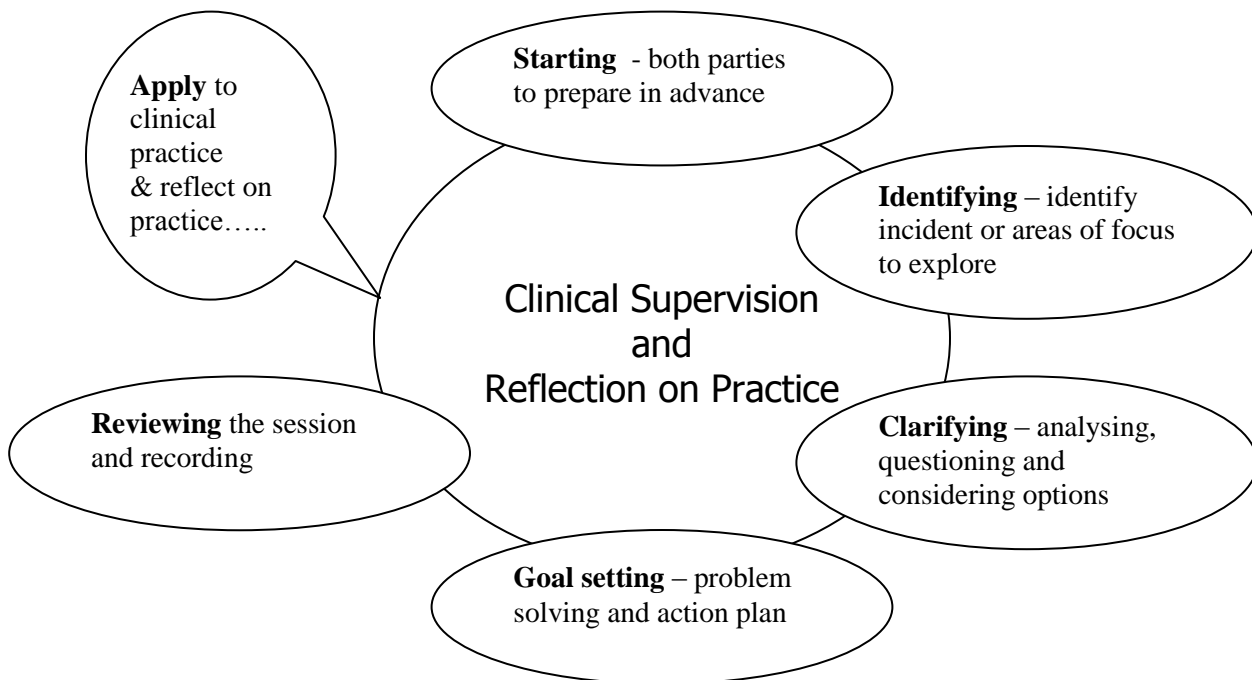 Starting  - both parties
to prepare in advance
Apply to
clinical
practice
& reflect on
practice…..
Identifying – identify
incident or areas of focus
to explore
Clinical Supervision
and
Reflection on Practice
Clarifying – analysing,
questioning and
considering options
Reviewing the session
and recording
Goal setting – problem
solving and action plan